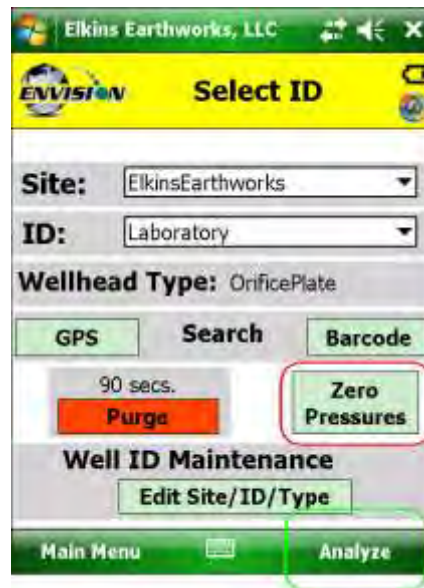 Elkins Earthworks, LLC
ENVISION Select ID
Site: ElkinsEarthworks
ID: Laboratory
Wellhead Type: OrificePlate
GPS Search Barcode
90 secs.
Purge
Zero
Pressures
Well ID Maintenance
Edit Site/ID/Type
Main Menu Analyze